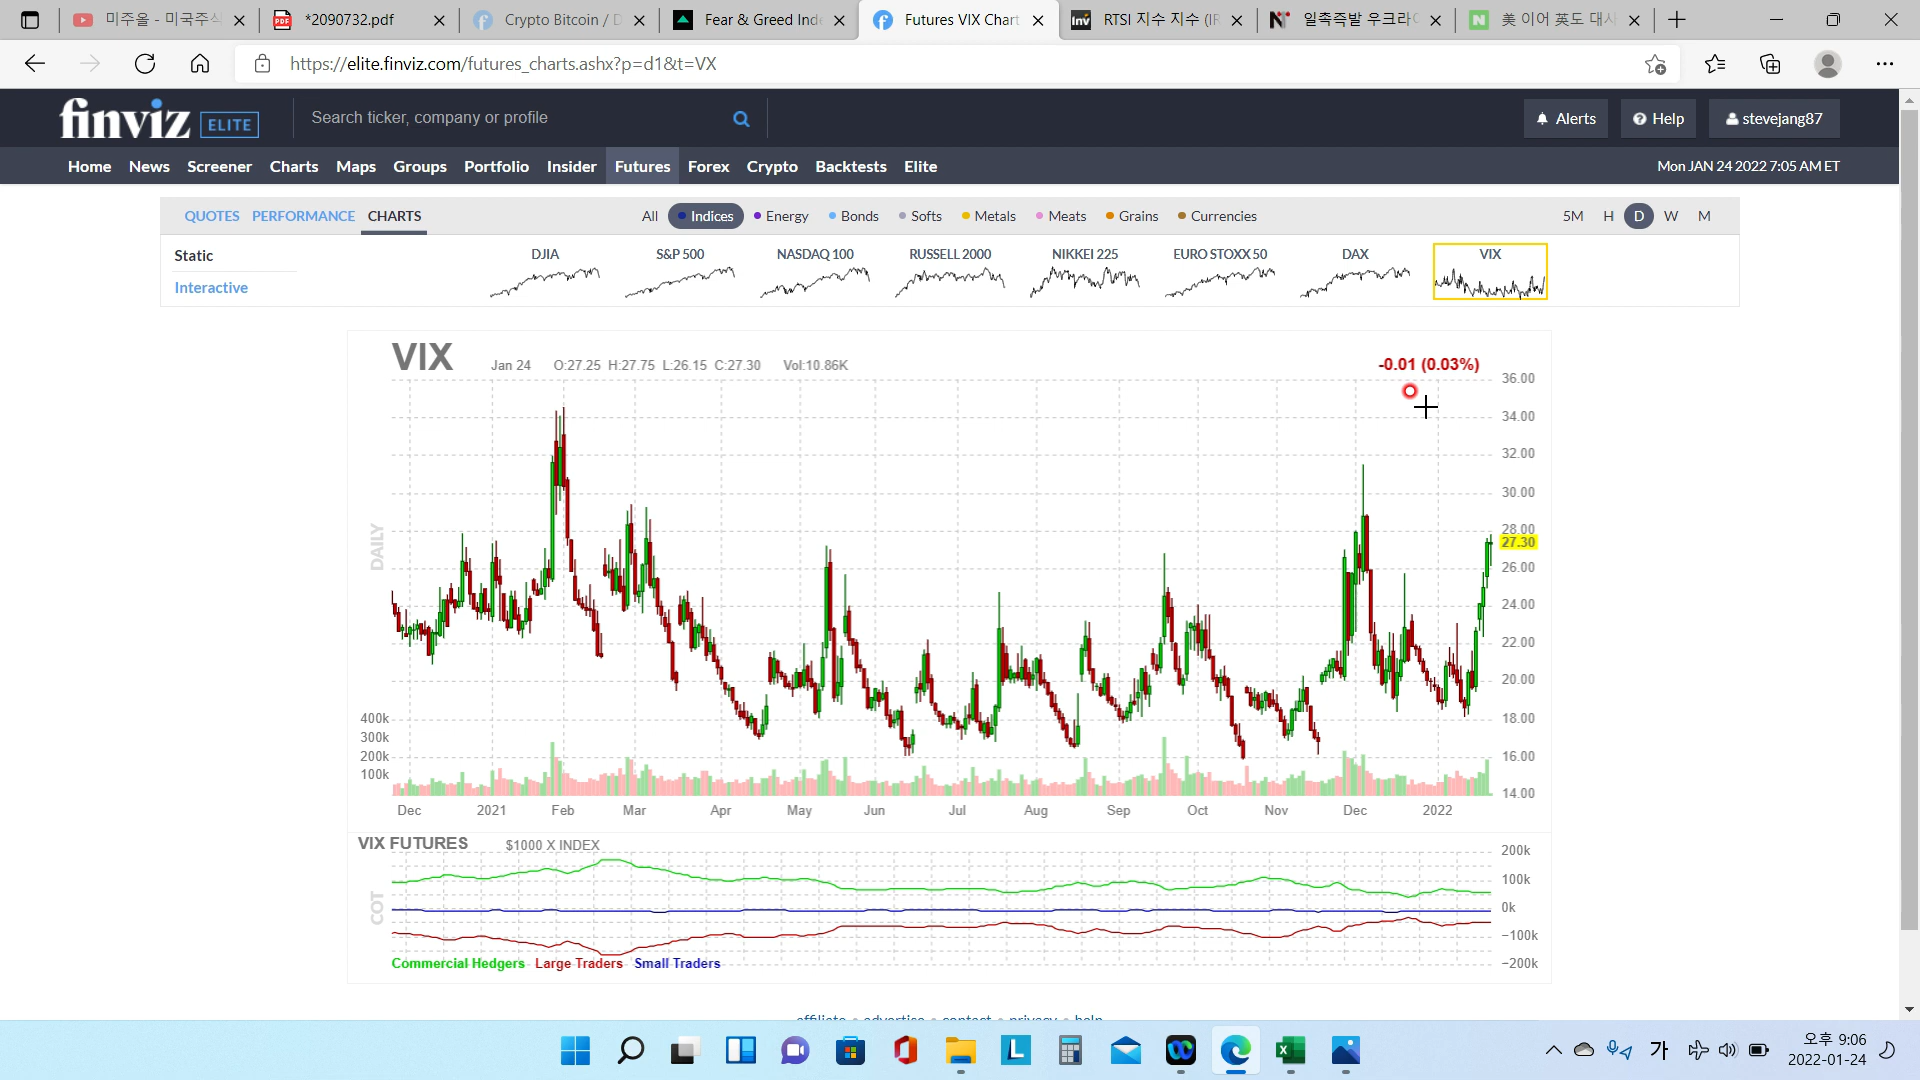 미주올 - 미국주식
*2090732.pdf
Crypto Bitcoin / D
Fear & Greed Inde
Futures VIX Chart
RTSI 지수 지수 (IR
일촉즉발 우크라이
美 이어 英도 대사
https://elite.finviz.com/futures_charts.ashx?p=d1&t=VX
finviz ELITE
Search ticker, company or profile
Alerts
Help
stevejang87
Home News Screener Charts Maps Groups Portfolio Insider Futures Forex Crypto Backtests Elite
Mon JAN 24 2022 7:05 AM ET
QUOTES PERFORMANCE CHARTS
All Indices Energy Bonds Softs Metals Meats Grains Currencies
5M H D W M
Static
Interactive
DJIA S&P 500 NASDAQ 100 RUSSELL 2000 NIKKEI 225 EURO STOXX 50 DAX VIX
VIX Jan 24 O:27.25 H:27.75 L:26.15 C:27.30 Vol:10.86K
-0.01 (0.03%)
36.00
34.00
32.00
30.00
28.00
27.30
26.00
24.00
22.00
20.00
18.00
16.00
14.00
DAILY
400k
300k
200k
100k
Dec 2021 Feb Mar Apr May Jun Jul Aug Sep Oct Nov Dec 2022
VIX FUTURES $1000 X INDEX
200k
100k
0k
-100k
-200k
COT
Commercial Hedgers Large Traders Small Traders
affiliate • advertise • contact • privacy • help
가
오후 9:06
2022-01-24